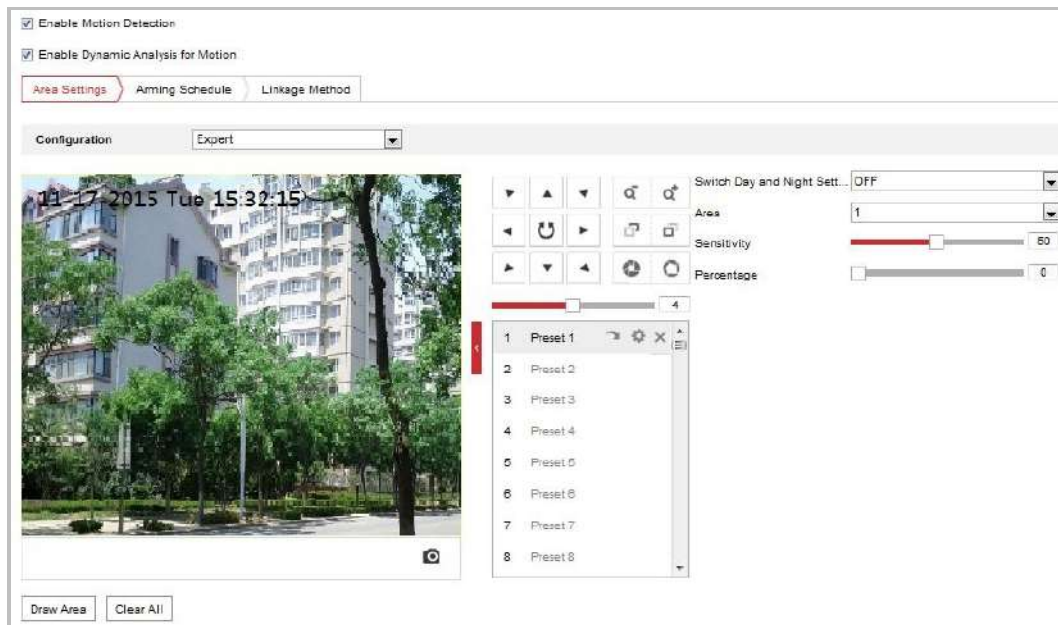 Enable Motion Detection
Enable Dynamic Analysis for Motion
Area Settings Arming Schedule Linkage Method
Configuration Expert
11-17-2015 Tue 15:32:15
Switch Day and Night Sett... OFF
Area 1
Sensitivity 50
Percentage 0
4
1 Preset 1
2 Preset 2
3 Preset 3
4 Preset 4
5 Preset 5
6 Preset 6
7 Preset 7
8 Preset 8
Draw Area Clear All